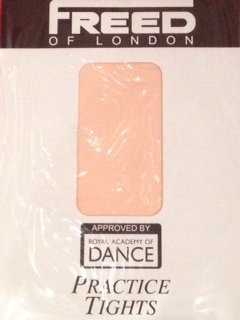 FREED
OF LONDON
APPROVED BY
ROYAL ACADEMY OF
DANCE
PRACTICE
TIGHTS